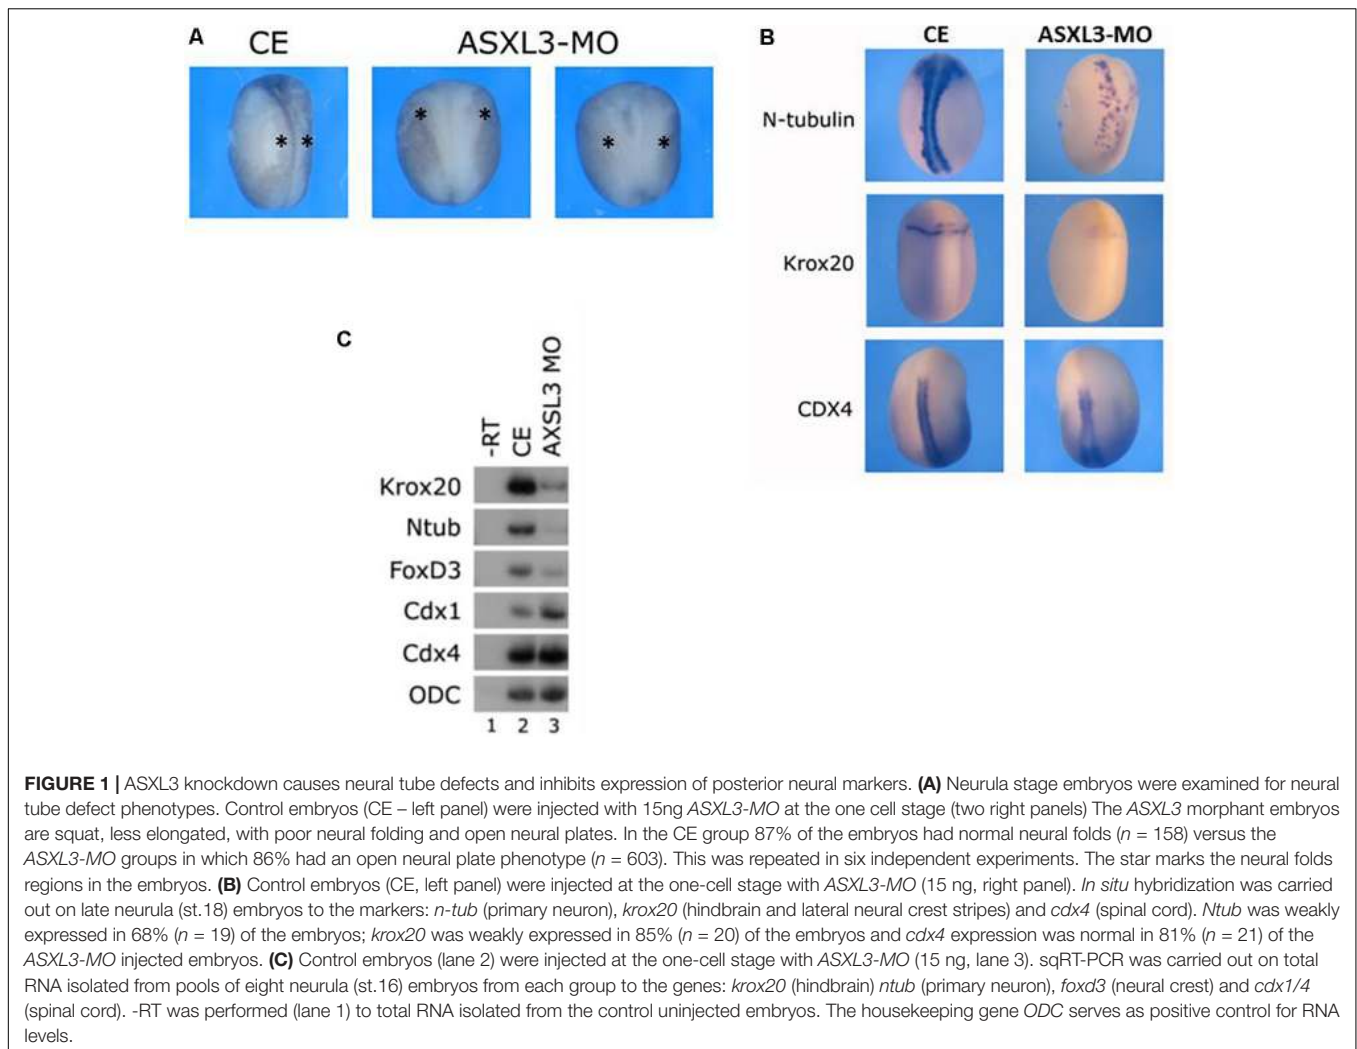 A
CE
ASXL3-MO
* *
* *
* *
B
CE
ASXL3-MO
N-tubulin
Krox20
CDX4
C
-RT
CE
AXSL3 MO
Krox20
Ntub
FoxD3
Cdx1
Cdx4
ODC
1 2 3
FIGURE 1 | ASXL3 knockdown causes neural tube defects and inhibits expression of posterior neural markers. (A) Neurula stage embryos were examined for neural
tube defect phenotypes. Control embryos (CE – left panel) were injected with 15ng ASXL3-MO at the one cell stage (two right panels) The ASXL3 morphant embryos
are squat, less elongated, with poor neural folding and open neural plates. In the CE group 87% of the embryos had normal neural folds (n = 158) versus the
ASXL3-MO groups in which 86% had an open neural plate phenotype (n = 603). This was repeated in six independent experiments. The star marks the neural folds
regions in the embryos. (B) Control embryos (CE, left panel) were injected at the one-cell stage with ASXL3-MO (15 ng, right panel). In situ hybridization was carried
out on late neurula (st.18) embryos to the markers: n-tub (primary neuron), krox20 (hindbrain and lateral neural crest stripes) and cdx4 (spinal cord). Ntub was weakly
expressed in 68% (n = 19) of the embryos; krox20 was weakly expressed in 85% (n = 20) of the embryos and cdx4 expression was normal in 81% (n = 21) of the
ASXL3-MO injected embryos. (C) Control embryos (lane 2) were injected at the one-cell stage with ASXL3-MO (15 ng, lane 3). sqRT-PCR was carried out on total
RNA isolated from pools of eight neurula (st.16) embryos from each group to the genes: krox20 (hindbrain) ntub (primary neuron), foxd3 (neural crest) and cdx1/4
(spinal cord). -RT was performed (lane 1) to total RNA isolated from the control uninjected embryos. The housekeeping gene ODC serves as positive control for RNA
levels.